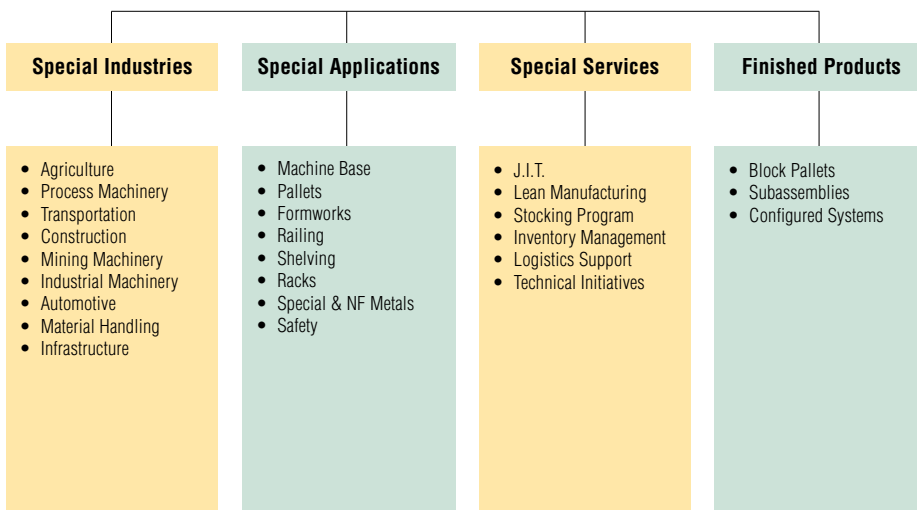 Special Industries
Special Applications
Special Services
Finished Products
• Agriculture
• Process Machinery
• Transportation
• Construction
• Mining Machinery
• Industrial Machinery
• Automotive
• Material Handling
• Infrastructure
• Machine Base
• Pallets
• Formworks
• Railing
• Shelving
• Racks
• Special & NF Metals
• Safety
• J.I.T.
• Lean Manufacturing
• Stocking Program
• Inventory Management
• Logistics Support
• Technical Initiatives
• Block Pallets
• Subassemblies
• Configured Systems